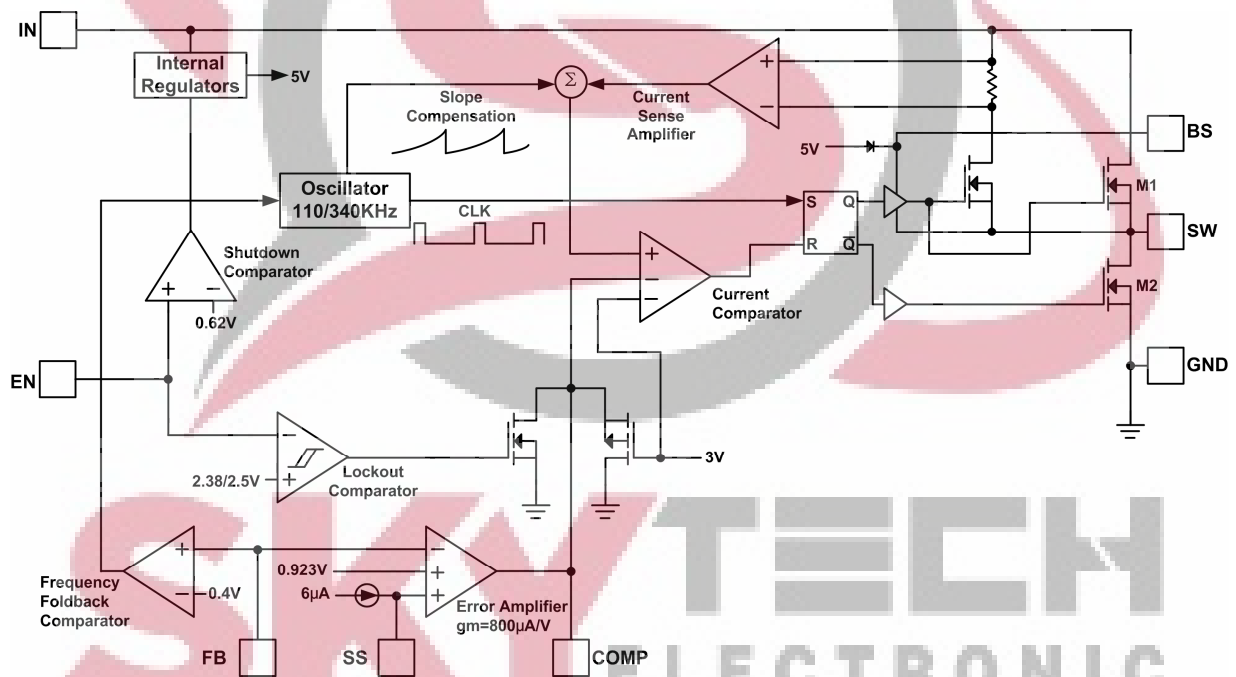 IN
Internal
Regulators
5V
Σ
Slope
Compensation
Current
Sense
Amplifier
+
−
5V
BS
Oscillator
110/340KHz
CLK
S
Q
R
Q̅
M1
SW
M2
GND
Shutdown
Comparator
+
−
0.62V
+
−
−
Current
Comparator
EN
−
2.38/2.5V
+
Lockout
Comparator
3V
Frequency
Foldback
Comparator
+
−
0.4V
0.923V
6µA
−
+
+
Error Amplifier
gm=800µA/V
FB
SS
COMP
SKY TECH
ELECTRONIC